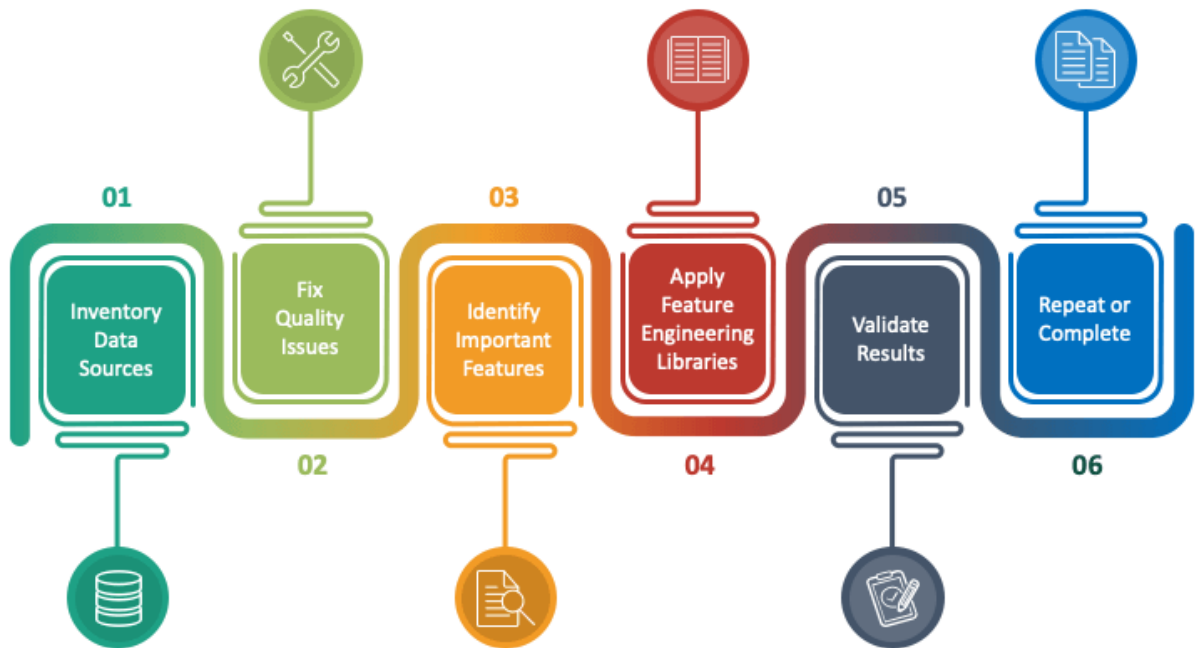 01
Inventory
Data
Sources
02
Fix
Quality
Issues
03
Identify
Important
Features
04
Apply
Feature
Engineering
Libraries
05
Validate
Results
06
Repeat or
Complete